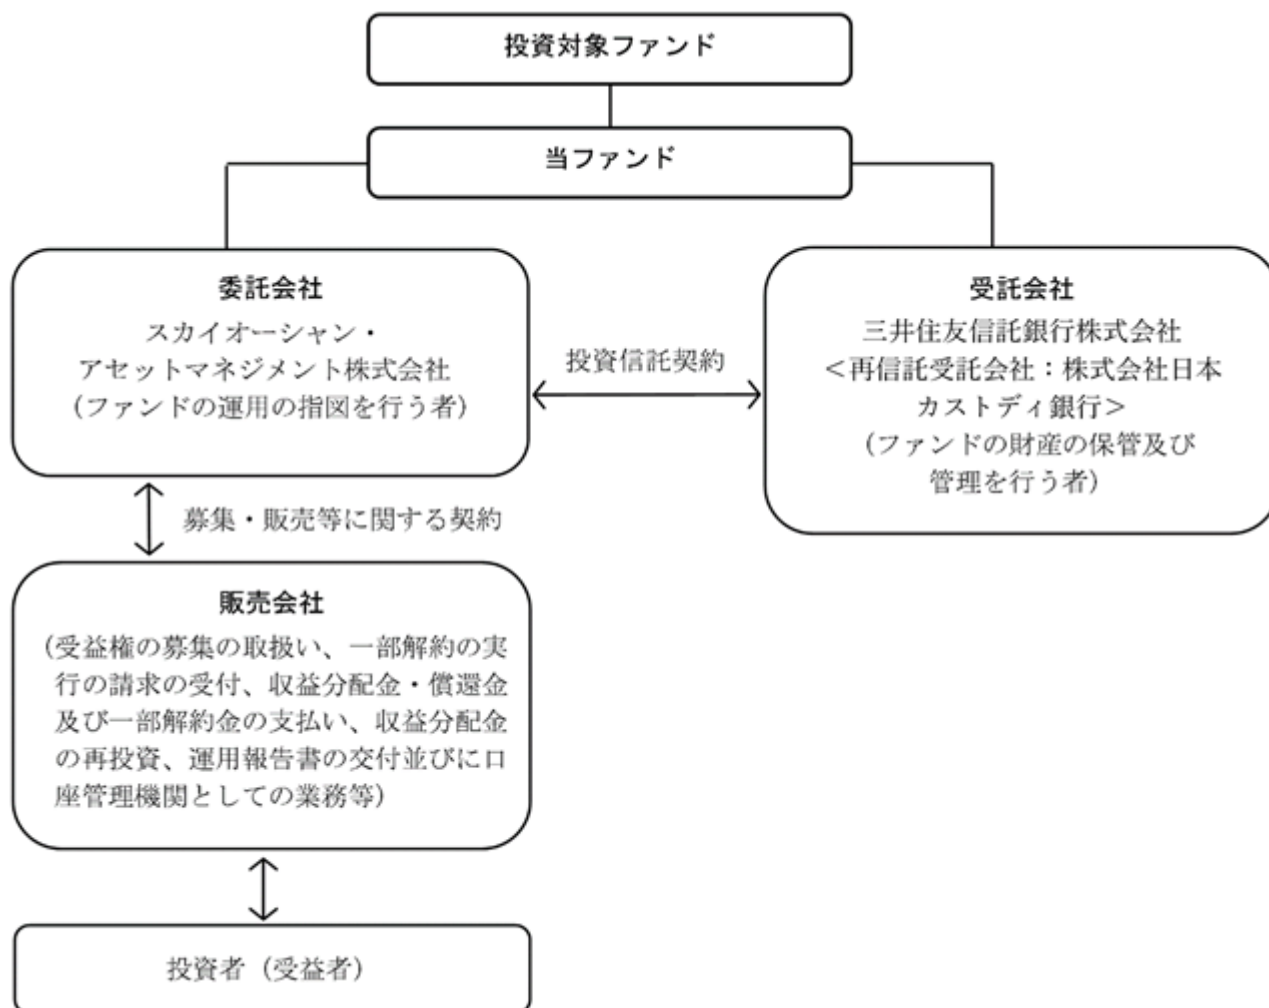 投資対象ファンド
当ファンド
委託会社
スカイオーシャン・
アセットマネジメント株式会社
（ファンドの運用の指図を行う者）
投資信託契約
受託会社
三井住友信託銀行株式会社
＜再信託受託会社：株式会社日本
カストディ銀行＞
（ファンドの財産の保管及び
管理を行う者）
募集・販売等に関する契約
販売会社
（受益権の募集の取扱い、一部解約の実
行の請求の受付、収益分配金・償還金
及び一部解約金の支払い、収益分配金
の再投資、運用報告書の交付並びに口
座管理機関としての業務等）
投資者（受益者）